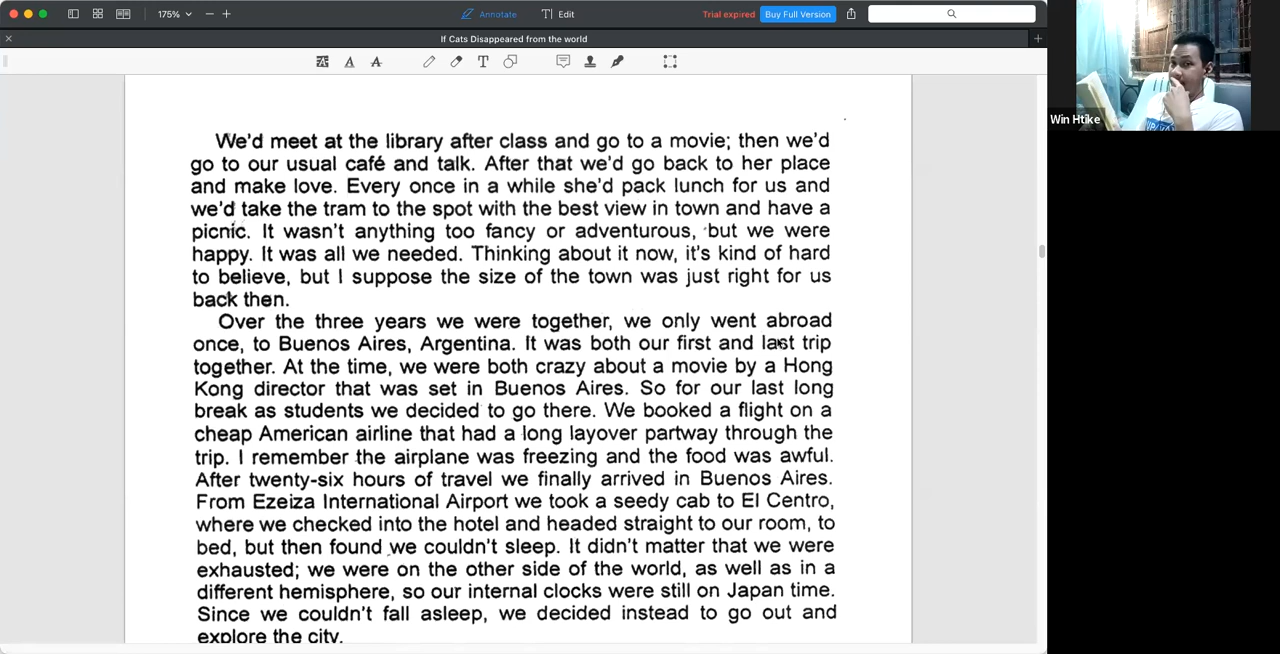 175%
Annotate
Edit
Trial expired
Buy Full Version
If Cats Disappeared from the world
We'd meet at the library after class and go to a movie; then we'd
go to our usual café and talk. After that we'd go back to her place
and make love. Every once in a while she'd pack lunch for us and
we'd take the tram to the spot with the best view in town and have a
picnic. It wasn't anything too fancy or adventurous, but we were
happy. It was all we needed. Thinking about it now, it's kind of hard
to believe, but I suppose the size of the town was just right for us
back then.
Over the three years we were together, we only went abroad
once, to Buenos Aires, Argentina. It was both our first and last trip
together. At the time, we were both crazy about a movie by a Hong
Kong director that was set in Buenos Aires. So for our last long
break as students we decided to go there. We booked a flight on a
cheap American airline that had a long layover partway through the
trip. I remember the airplane was freezing and the food was awful.
After twenty-six hours of travel we finally arrived in Buenos Aires.
From Ezeiza International Airport we took a seedy cab to El Centro,
where we checked into the hotel and headed straight to our room, to
bed, but then found we couldn't sleep. It didn't matter that we were
exhausted; we were on the other side of the world, as well as in a
different hemisphere, so our internal clocks were still on Japan time.
Since we couldn't fall asleep, we decided instead to go out and
explore the city.
Win Htike